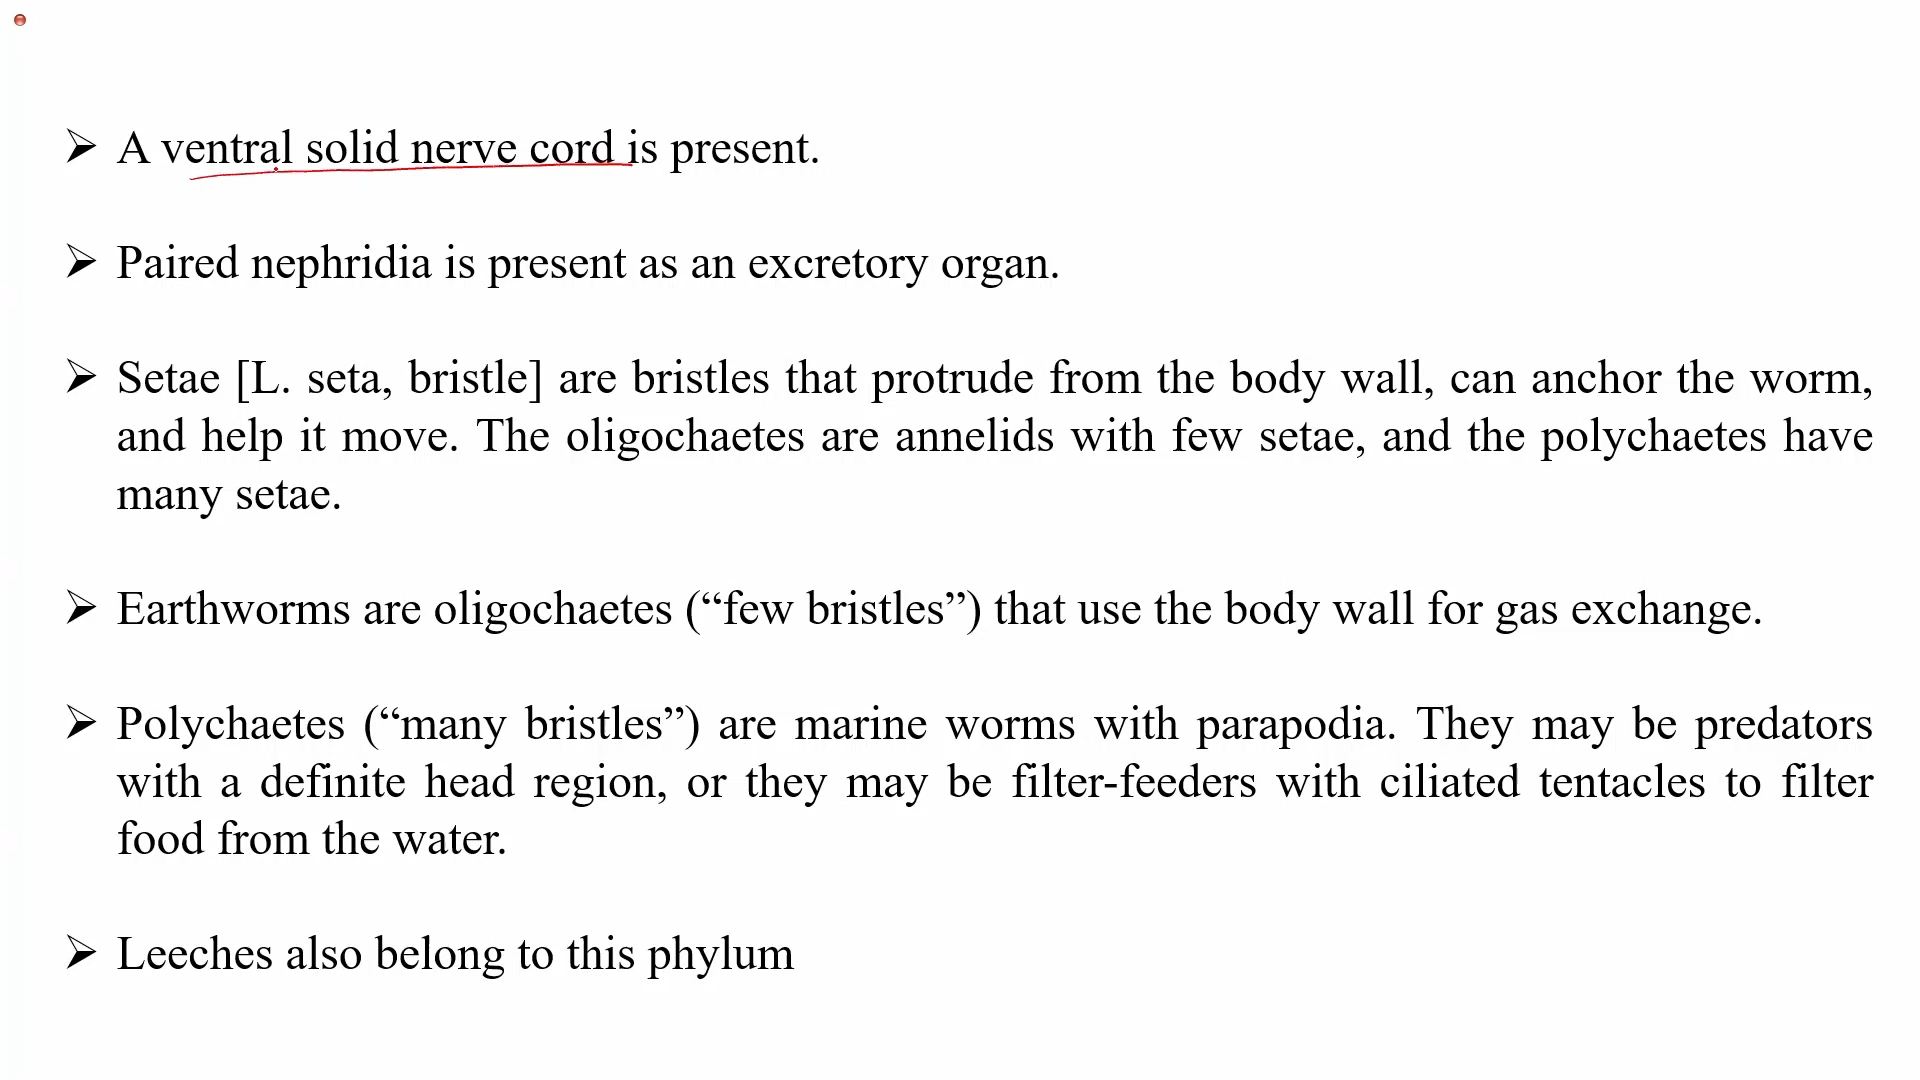 ➢ A ventral solid nerve cord is present.
➢ Paired nephridia is present as an excretory organ.
➢ Setae [L. seta, bristle] are bristles that protrude from the body wall, can anchor the worm,
and help it move. The oligochaetes are annelids with few setae, and the polychaetes have
many setae.
➢ Earthworms are oligochaetes (“few bristles”) that use the body wall for gas exchange.
➢ Polychaetes (“many bristles”) are marine worms with parapodia. They may be predators
with a definite head region, or they may be filter-feeders with ciliated tentacles to filter
food from the water.
➢ Leeches also belong to this phylum